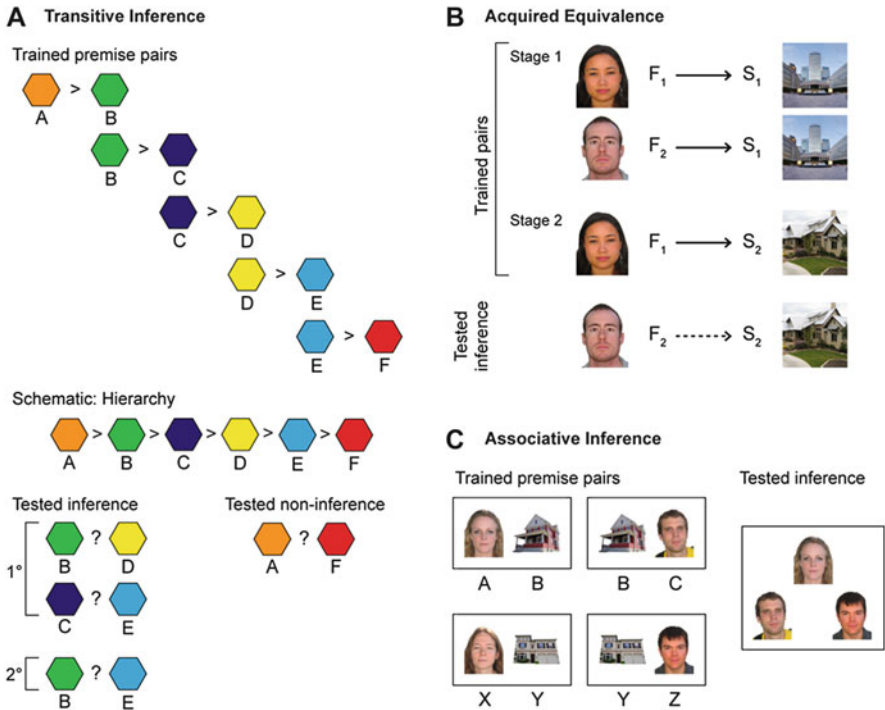 A Transitive Inference
Trained premise pairs
A > B
B > C
C > D
D > E
E > F
Schematic: Hierarchy
A > B > C > D > E > F
Tested inference
1°
B ? D
C ? E
2°
B ? E
Tested non-inference
A ? F
B Acquired Equivalence
Trained pairs
Stage 1
F1 → S1
F2 → S1
Stage 2
F1 → S2
Tested
inference
F2 → S2
C Associative Inference
Trained premise pairs
A B
B C
X Y
Y Z
Tested inference